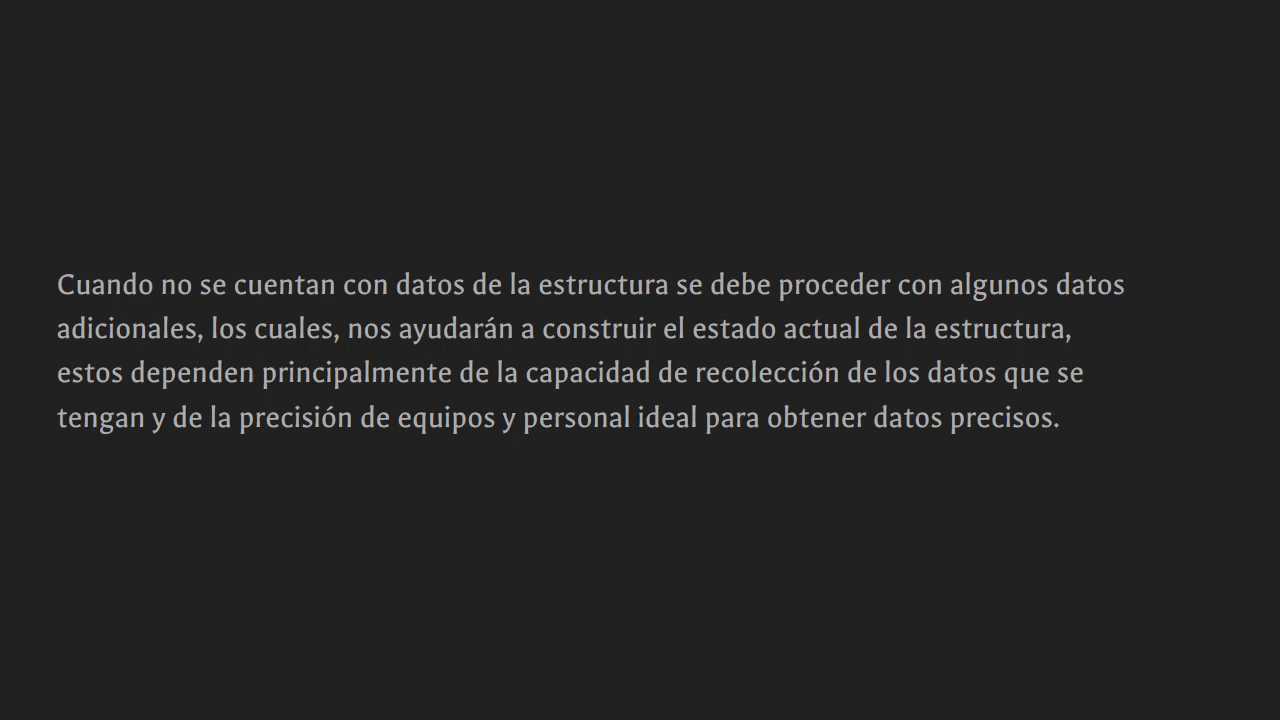 Cuando no se cuentan con datos de la estructura se debe proceder con algunos datos
adicionales, los cuales, nos ayudarán a construir el estado actual de la estructura,
estos dependen principalmente de la capacidad de recolección de los datos que se
tengan y de la precisión de equipos y personal ideal para obtener datos precisos.